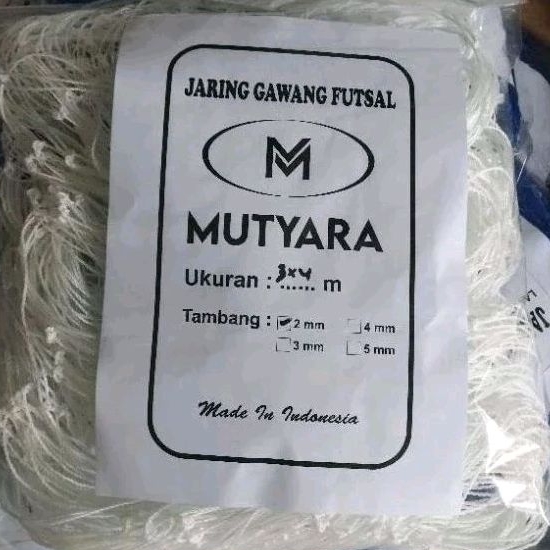 JARING GAWANG FUTSAL
M
MUTYARA
Ukuran : 3x4 m
Tambang : ✓ 2 mm 4 mm
3 mm 5 mm
Made In Indonesia